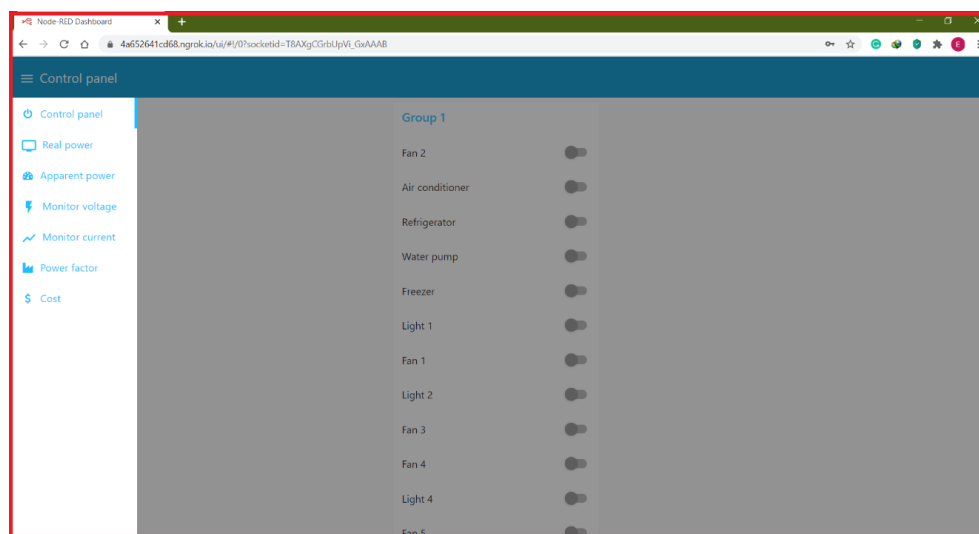 Node-RED Dashboard
4a652641cd68.ngrok.io/ui/#!/0?socketid=T8AXgCGrbUpVi_GxAAAB
E
Control panel
Control panel
Real power
Apparent power
Monitor voltage
Monitor current
Power factor
$ Cost
Group 1
Fan 2
Air conditioner
Refrigerator
Water pump
Freezer
Light 1
Fan 1
Light 2
Fan 3
Fan 4
Light 4
Fan 5